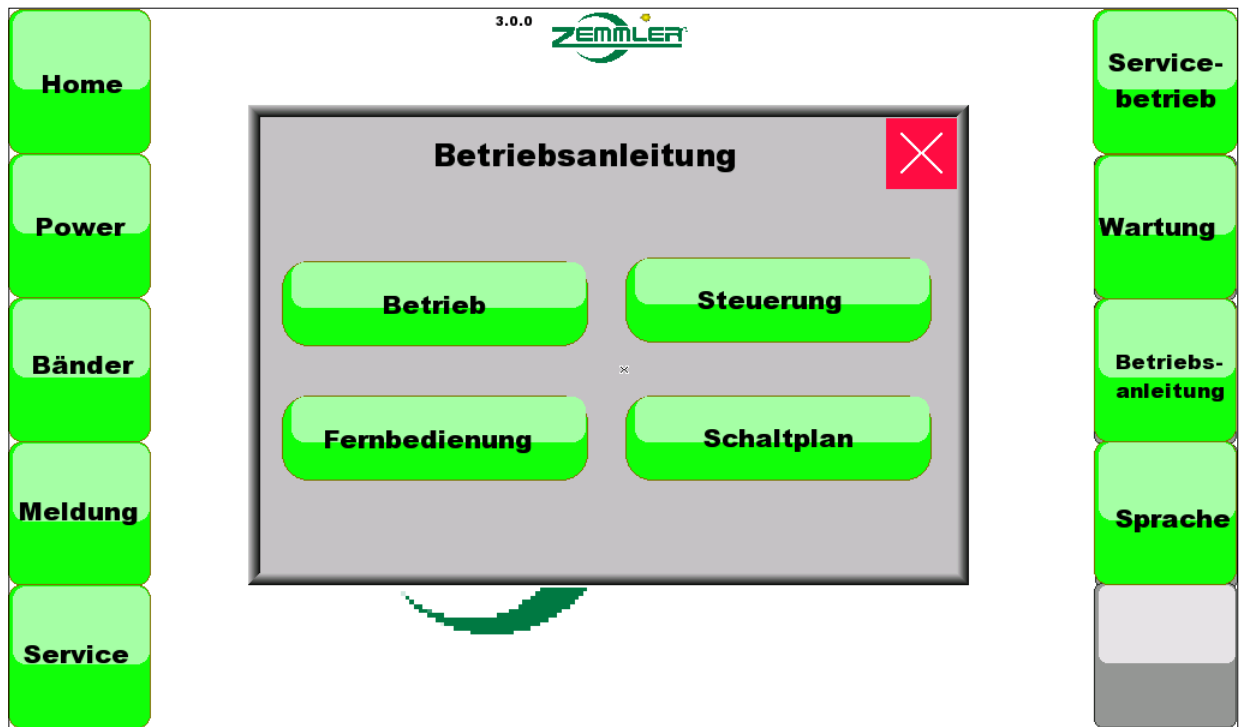 3.0.0
ZEMMLER
Home
Power
Bänder
Meldung
Service
Betriebsanleitung
Betrieb
Steuerung
Fernbedienung
Schaltplan
Service-
betrieb
Wartung
Betriebs-
anleitung
Sprache